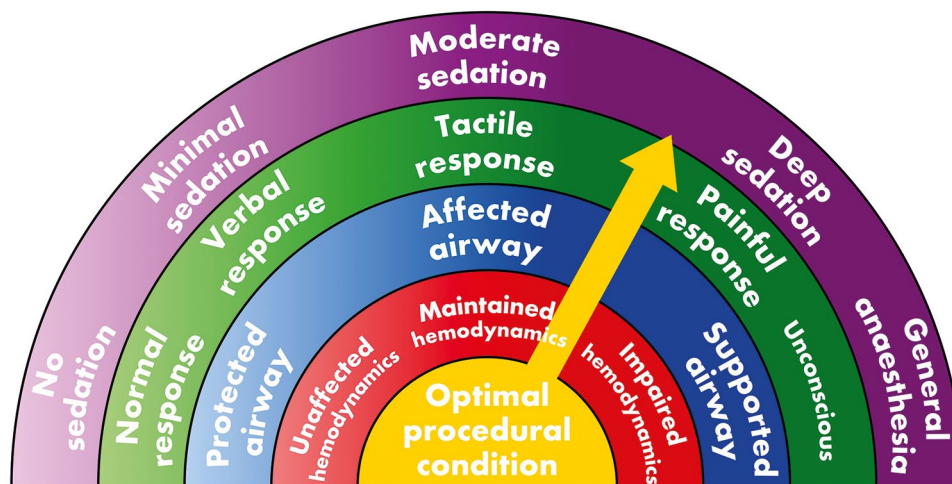 No
sedation
Minimal
sedation
Moderate
sedation
Deep
sedation
General
anaesthesia
Normal
response
Verbal
response
Tactile
response
Painful
response
Unconscious
Protected
airway
Affected
airway
Supported
airway
Unaffected
hemodynamics
Maintained
hemodynamics
Impaired
hemodynamics
Optimal
procedural
condition